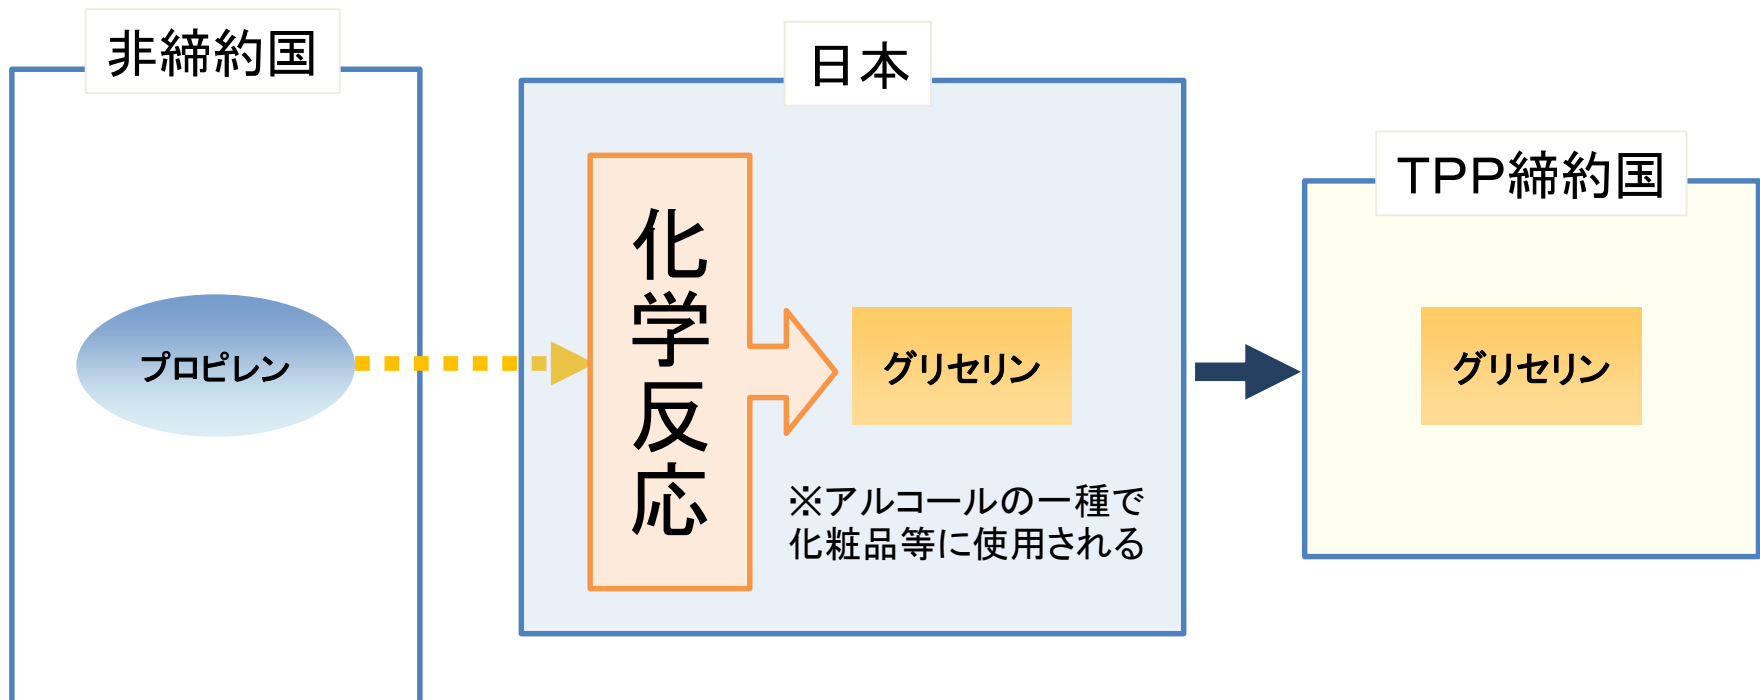 非締約国
日本
TPP締約国
プロピレン
化学反応
グリセリン
グリセリン
※アルコールの一種で
化粧品等に使用される